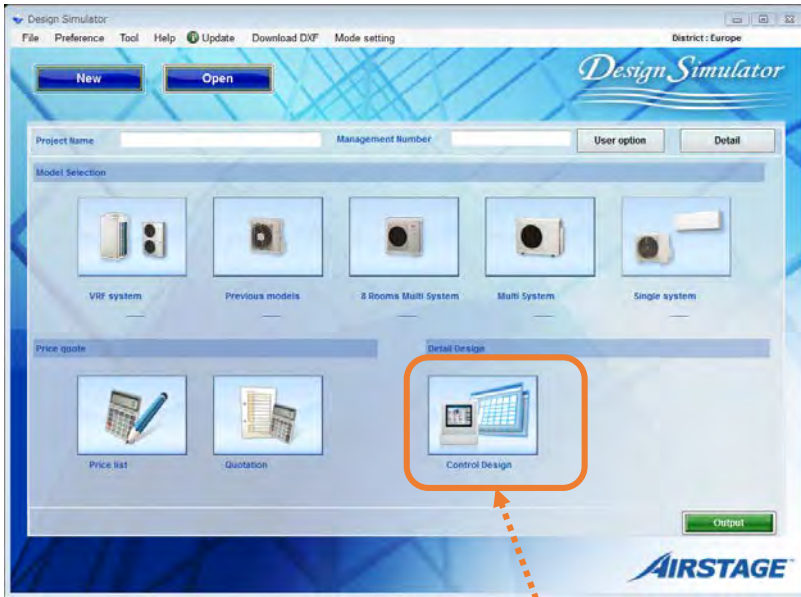 Design Simulator
File Preference Tool Help Update Download DXF Mode setting District : Europe
New Open Design Simulator
Project Name Management Number User option Detail
Model Selection
VRF system Previous models 8 Rooms Multi System Multi System Single system
Price quote Detail Design
Price list Quotation Control Design
Output
AIRSTAGE